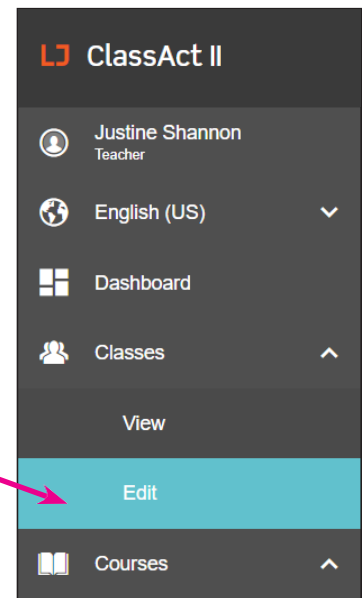 LJ ClassAct II
Justine Shannon
Teacher
English (US)
Dashboard
Classes
View
Edit
Courses